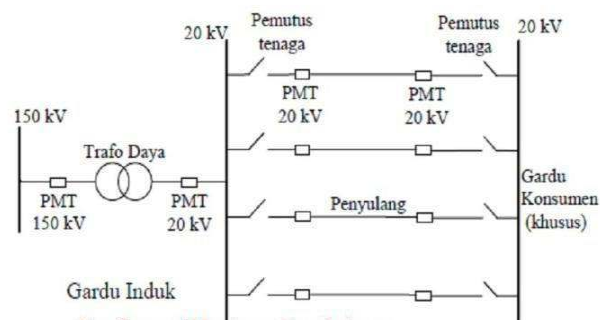 Pemutus
tenaga
20 kV
Pemutus
tenaga
20 kV
PMT
20 kV
PMT
20 kV
150 kV
Trafo Daya
PMT
150 kV
PMT
20 kV
Penyulang
Gardu
Konsumen
(khusus)
Gardu Induk